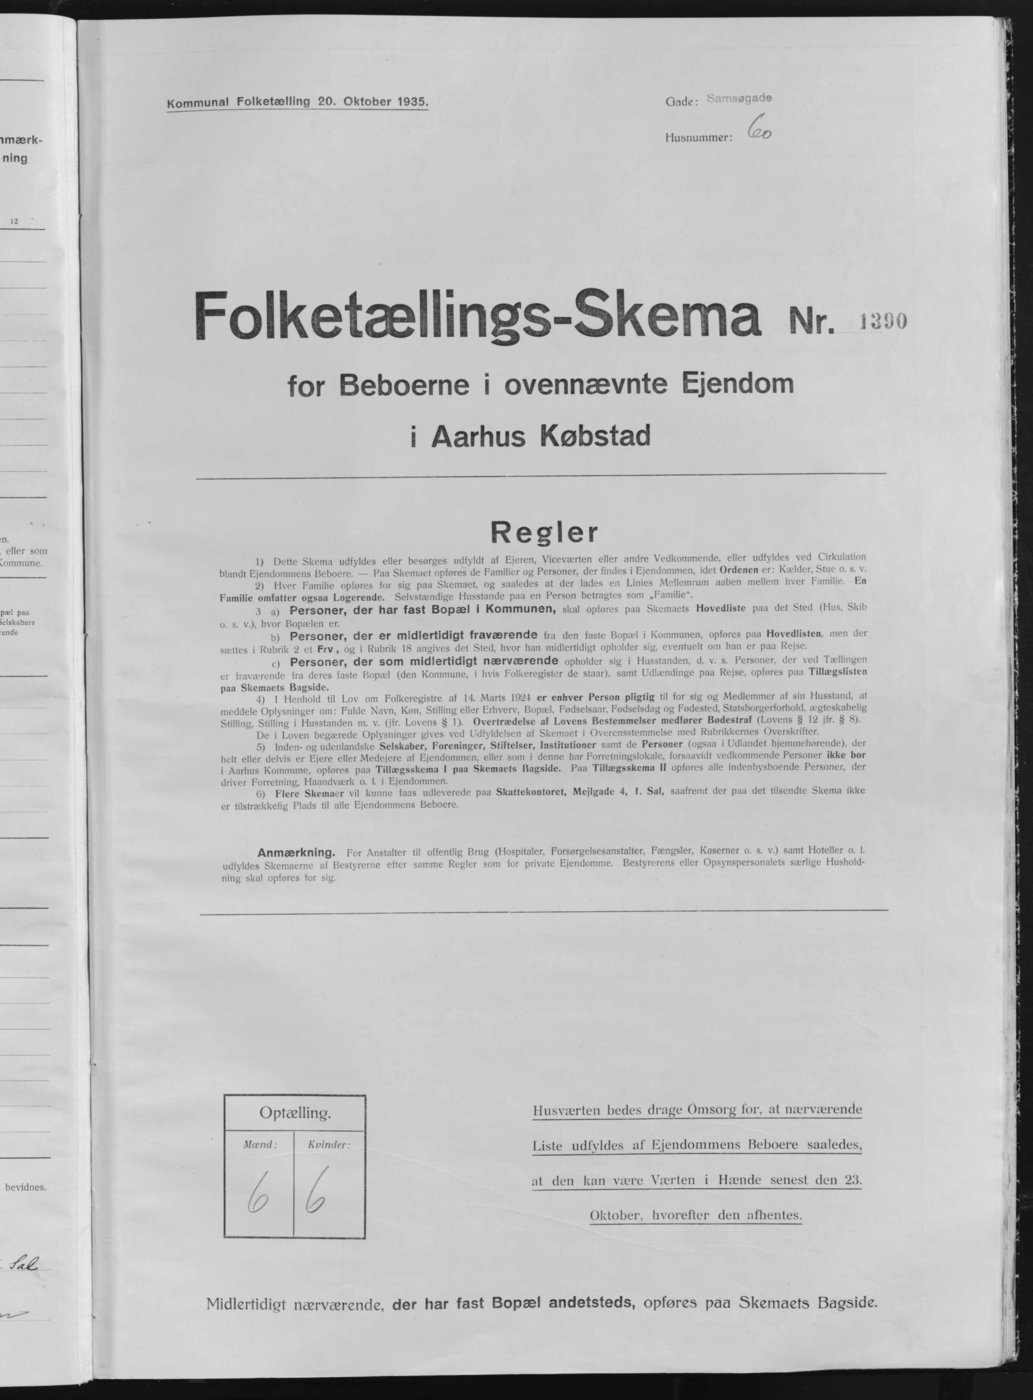 nmærk-
ning
12
en.
, eller som
Kommune.
pæl paa
Selskabers
rende
bevidnes.
Sal
Kommunal Folketælling 20. Oktober 1935.
Gade: Samsøgade
Husnummer: 60
Folketællings-Skema Nr. 1390
for Beboerne i ovennævnte Ejendom
i Aarhus Købstad
Regler
1) Dette Skema udfyldes eller besørges udfyldt af Ejeren, Viceværten eller andre Vedkommende, eller udfyldes ved Cirkulation
blandt Ejendommens Beboere. — Paa Skemaet opføres de Familier og Personer, der findes i Ejendommen, idet Ordenen er: Kælder, Stue o. s. v.
2) Hver Familie opføres for sig paa Skemaet, og saaledes at der lades en Linies Mellemrum aaben mellem hver Familie. En
Familie omfatter ogsaa Logerende. Selvstændige Husstande paa en Person betragtes som „Familie“.
3 a) Personer, der har fast Bopæl i Kommunen, skal opføres paa Skemaets Hovedliste paa det Sted (Hus, Skib
o. s. v.), hvor Bopælen er.
b) Personer, der er midlertidigt fraværende fra den faste Bopæl i Kommunen, opføres paa Hovedlisten, men der
sættes i Rubrik 2 et Frv., og i Rubrik 18 angives det Sted, hvor han midlertidigt opholder sig, eventuelt om han er paa Rejse.
c) Personer, der som midlertidigt nærværende opholder sig i Husstanden, d. v. s. Personer, der ved Tællingen
er fraværende fra deres faste Bopæl (den Kommune, i hvis Folkeregister de staar), samt Udlændinge paa Rejse, opføres paa Tillægslisten
paa Skemaets Bagside.
4) I Henhold til Lov om Folkeregistre af 14. Marts 1924 er enhver Person pligtig til for sig og Medlemmer af sin Husstand, at
meddele Oplysninger om: Fulde Navn, Køn, Stilling eller Erhverv, Bopæl, Fødselsaar, Fødselsdag og Fødested, Statsborgerforhold, ægteskabelig
Stilling, Stilling i Husstanden m. v. (jfr. Lovens § 1). Overtrædelse af Lovens Bestemmelser medfører Bødestraf (Lovens § 12 jfr. § 8).
De i Loven begærede Oplysninger gives ved Udfyldelsen af Skemaet i Overensstemmelse med Rubrikkernes Overskrifter.
5) Inden- og udenlandske Selskaber, Foreninger, Stiftelser, Institutioner samt de Personer (ogsaa i Udlandet hjemmehørende), der
helt eller delvis er Ejere eller Medejere af Ejendommen, eller som i denne har Forretningslokale, forsaavidt vedkommende Personer ikke bor
i Aarhus Kommune, opføres paa Tillægsskema I paa Skemaets Bagside. Paa Tillægsskema II opføres alle indenbysboende Personer, der
driver Forretning, Haandværk o. l. i Ejendommen.
6) Flere Skemaer vil kunne faas udleverede paa Skattekontoret, Mejlgade 4, 1. Sal, saafremt der paa det tilsendte Skema ikke
er tilstrækkelig Plads til alle Ejendommens Beboere.
Anmærkning. For Anstalter til offentlig Brug (Hospitaler, Forsørgelsesanstalter, Fængsler, Kaserner o. s. v.) samt Hoteller o. l.
udfyldes Skemaerne af Bestyrerne efter samme Regler som for private Ejendomme. Bestyrerens eller Opsynspersonalets særlige Hushold-
ning skal opføres for sig.
Optælling.
Mænd: Kvinder:
6 6
Husværten bedes drage Omsorg for, at nærværende
Liste udfyldes af Ejendommens Beboere saaledes,
at den kan være Værten i Hænde senest den 23.
Oktober, hvorefter den afhentes.
Midlertidigt nærværende, der har fast Bopæl andetsteds, opføres paa Skemaets Bagside.